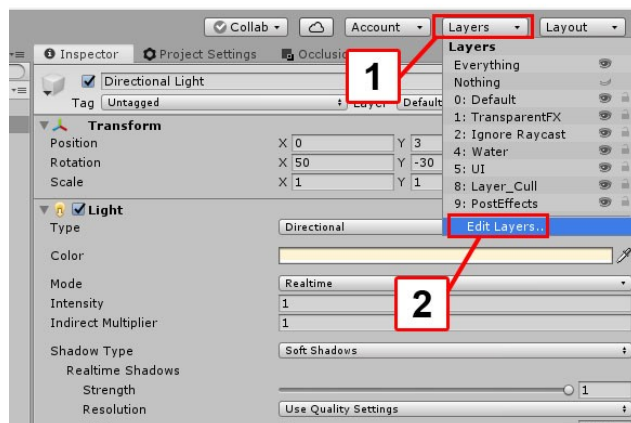 Collab Account Layers Layout
Inspector Project Settings Occlusi
Layers
Everything
Nothing
0: Default
1: TransparentFX
2: Ignore Raycast
4: Water
5: UI
8: Layer_Cull
9: PostEffects
Edit Layers..
1
2
Directional Light
Tag Untagged Layer Default
Transform
Position X 0 Y 3
Rotation X 50 Y -30
Scale X 1 Y 1
Light
Type Directional
Color
Mode Realtime
Intensity 1
Indirect Multiplier 1
Shadow Type Soft Shadows
Realtime Shadows
Strength 1
Resolution Use Quality Settings